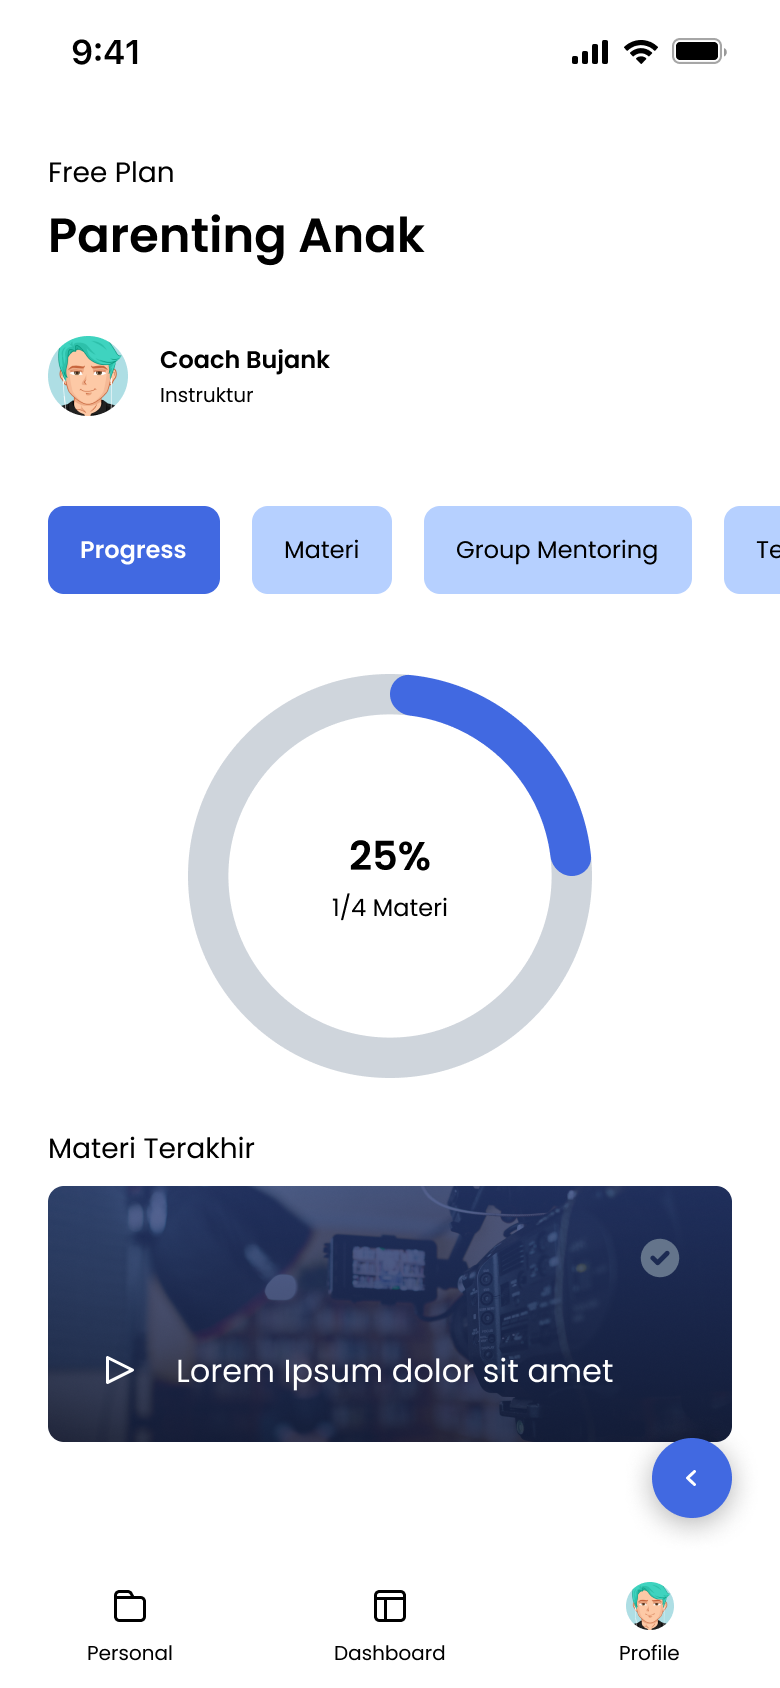 9:41
Free Plan
Parenting Anak
Coach Bujank
Instruktur
Progress
Materi
Group Mentoring
Te
25%
1/4 Materi
Materi Terakhir
Lorem Ipsum dolor sit amet
Personal
Dashboard
Profile